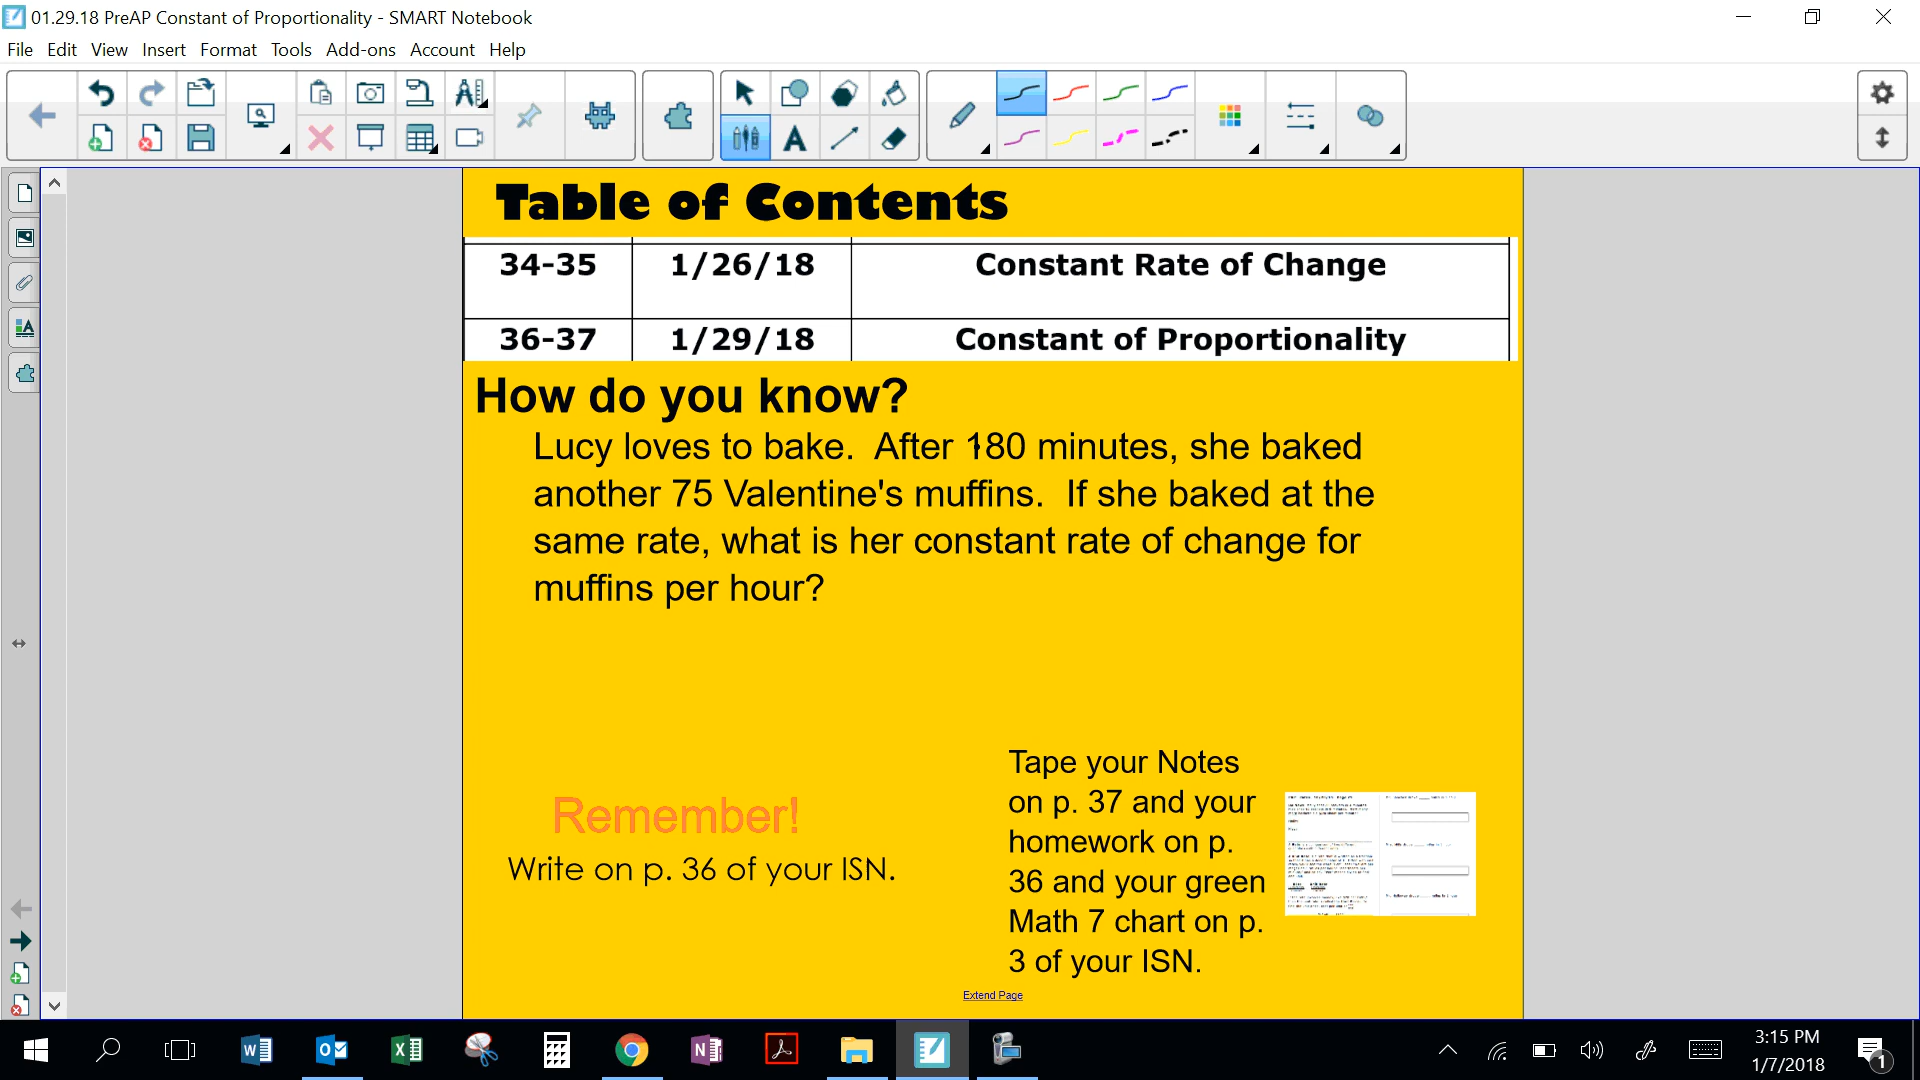 01.29.18 PreAP Constant of Proportionality - SMART Notebook
File Edit View Insert Format Tools Add-ons Account Help
Table of Contents
34-35 1/26/18 Constant Rate of Change
36-37 1/29/18 Constant of Proportionality
How do you know?
Lucy loves to bake. After 180 minutes, she baked
another 75 Valentine's muffins. If she baked at the
same rate, what is her constant rate of change for
muffins per hour?
Remember!
Write on p. 36 of your ISN.
Tape your Notes
on p. 37 and your
homework on p.
36 and your green
Math 7 chart on p.
3 of your ISN.
Extend Page
3:15 PM
1/7/2018
1